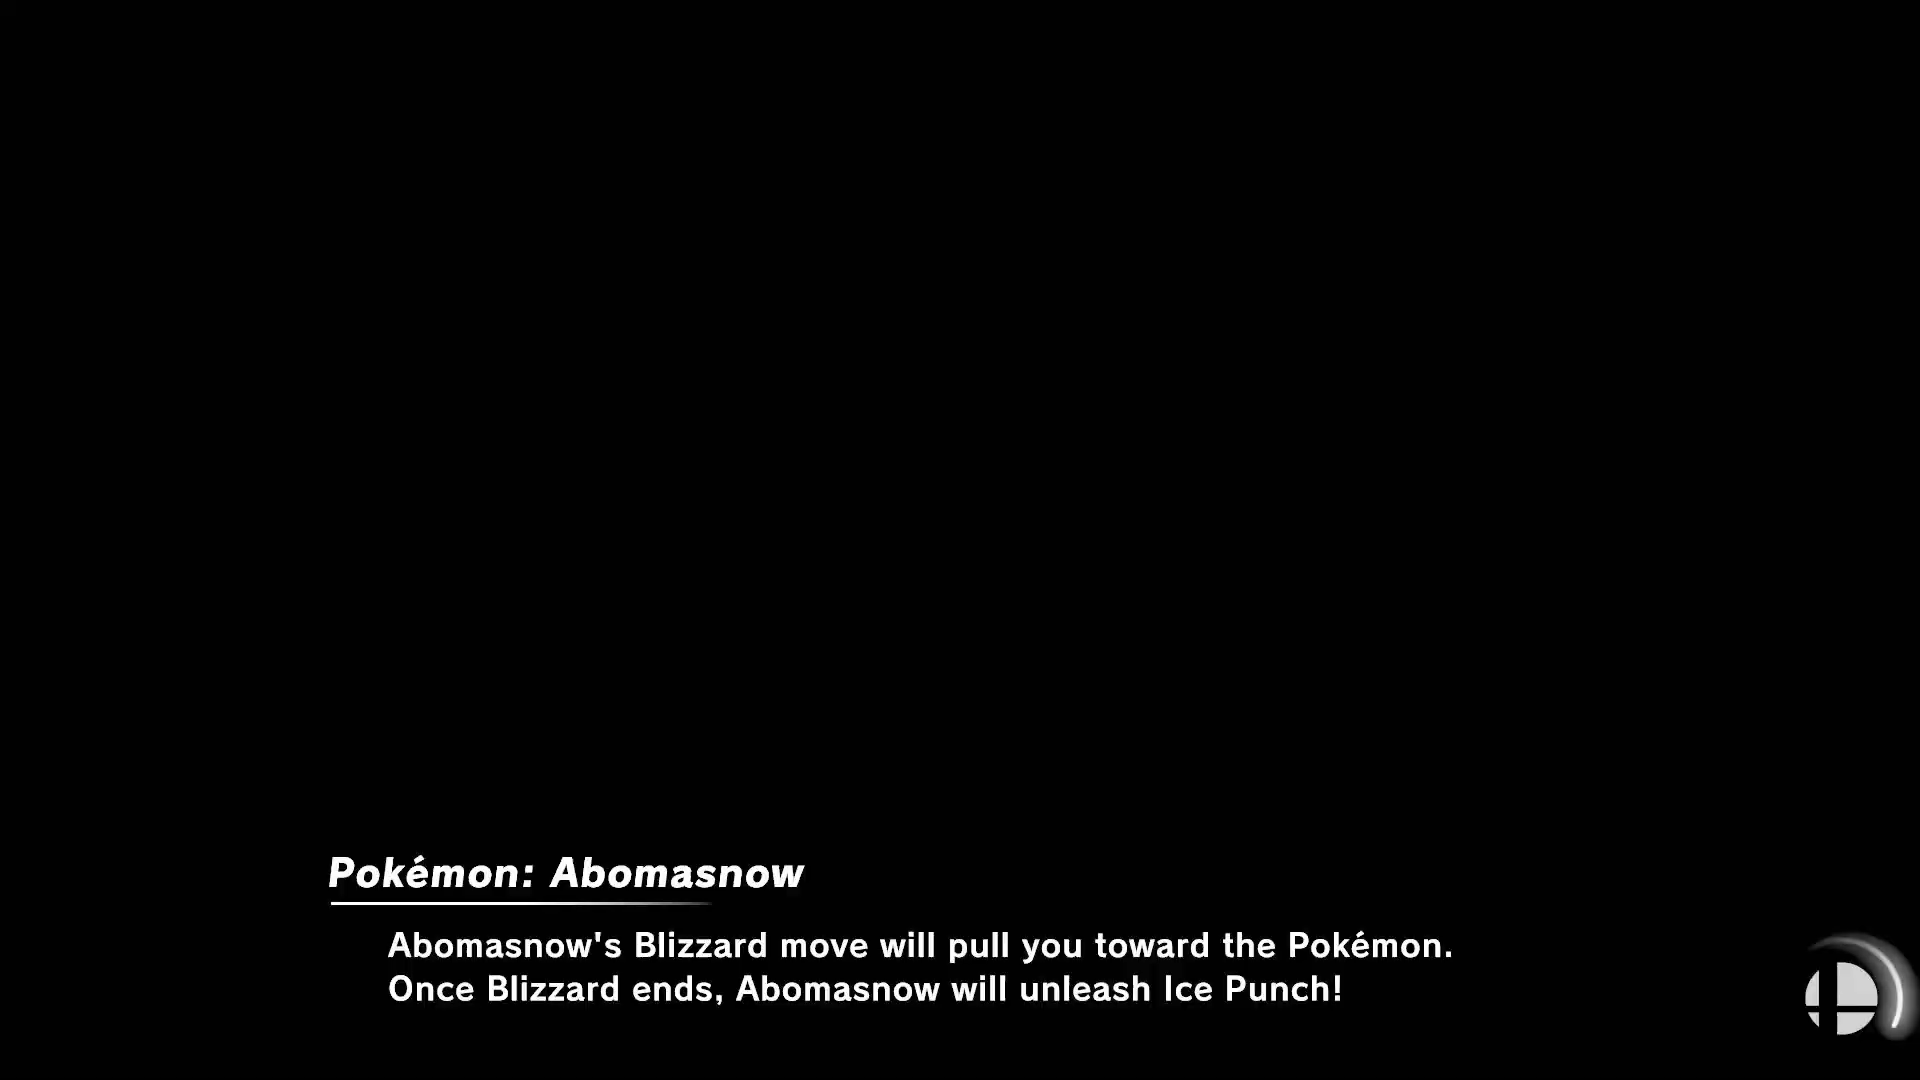 Pokémon: Abomasnow
Abomasnow's Blizzard move will pull you toward the Pokémon.
Once Blizzard ends, Abomasnow will unleash Ice Punch!